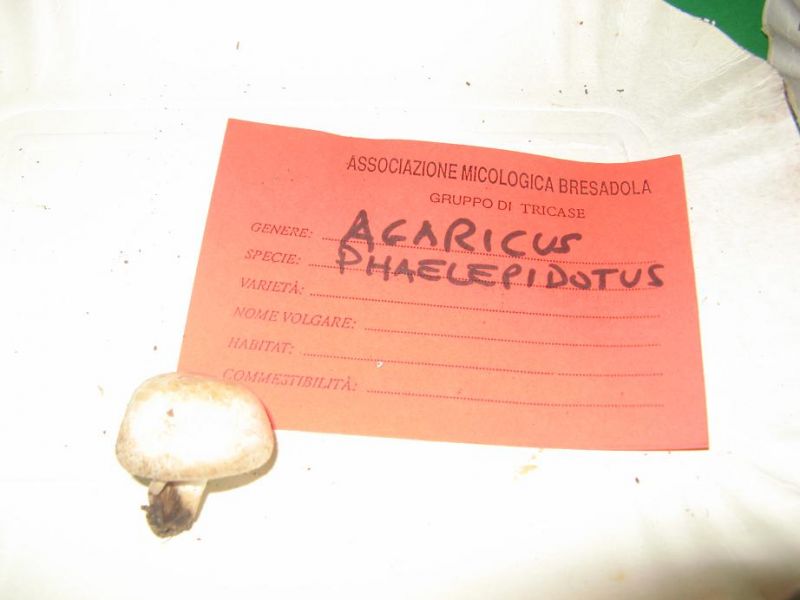 ASSOCIAZIONE MICOLOGICA BRESADOLA
GRUPPO DI TRICASE
GENERE: AGARICUS
SPECIE: PHAELEPIDOTUS
VARIETÀ:
NOME VOLGARE:
HABITAT:
COMMESTIBILITÀ: